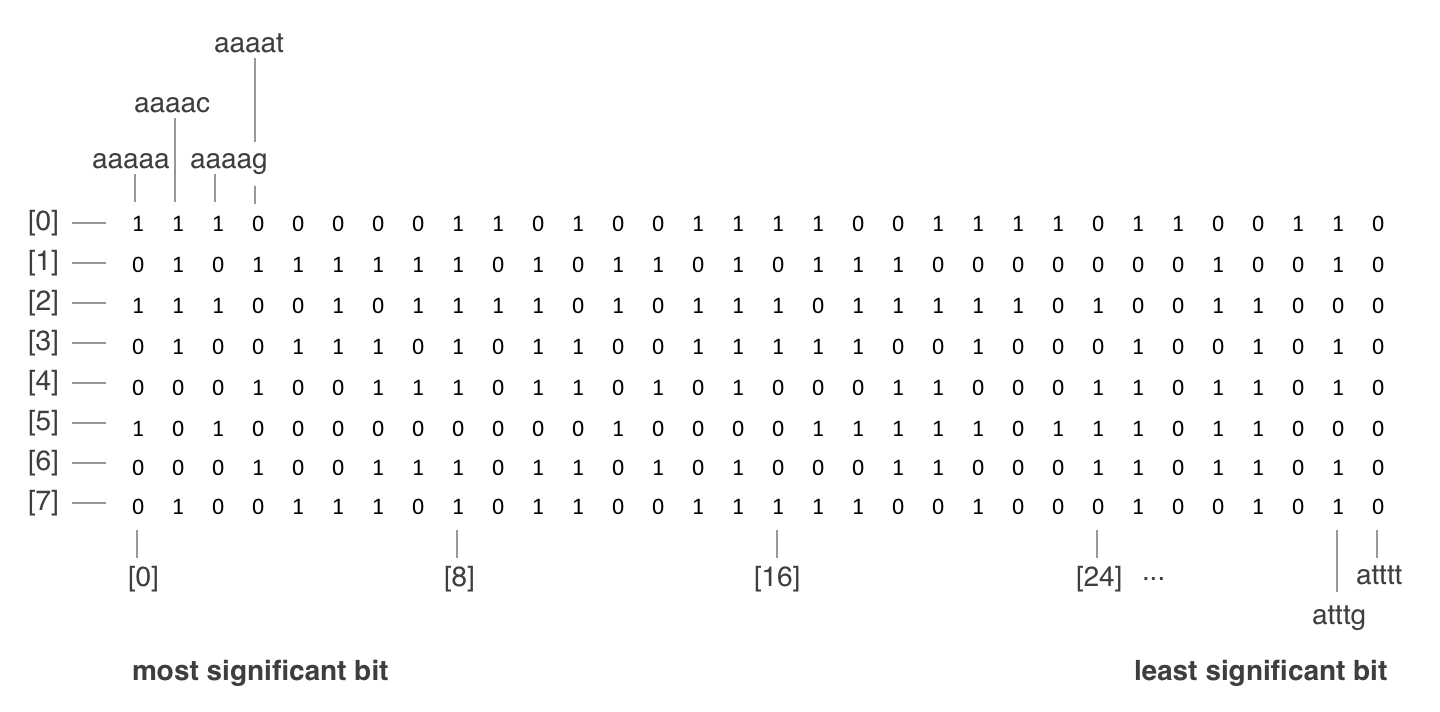 aaaat
aaaac
aaaaa aaaag
[0] 1 1 1 0 0 0 0 0 1 1 0 1 0 0 1 1 1 1 0 0 1 1 1 1 0 1 1 0 0 1 1 0
[1] 0 1 0 1 1 1 1 1 1 0 1 0 1 1 0 1 0 1 1 1 0 0 0 0 0 0 0 1 0 0 1 0
[2] 1 1 1 0 0 1 0 1 1 1 0 1 0 1 1 1 0 1 1 1 1 1 0 1 0 1 0 1 1 0 0 0
[3] 0 1 0 0 1 1 1 0 1 0 1 1 0 0 1 1 1 1 1 0 0 1 0 0 0 1 0 0 1 0 1 0
[4] 0 0 0 1 0 0 1 1 1 0 1 1 0 1 0 1 0 0 0 1 1 0 0 0 1 1 0 1 1 0 1 0
[5] 1 0 1 0 0 0 0 0 0 0 0 0 1 0 0 0 0 1 1 1 1 1 0 1 1 1 0 1 1 0 0 0
[6] 0 0 0 1 0 0 1 1 1 0 1 1 0 1 0 1 0 0 0 1 1 0 0 0 1 1 0 1 1 0 1 0
[7] 0 1 0 0 1 1 1 0 1 0 1 1 0 0 1 1 1 1 1 0 0 1 0 0 0 1 0 0 1 0 1 0
[0] [8] [16] [24] ... atttt
atttg
most significant bit least significant bit